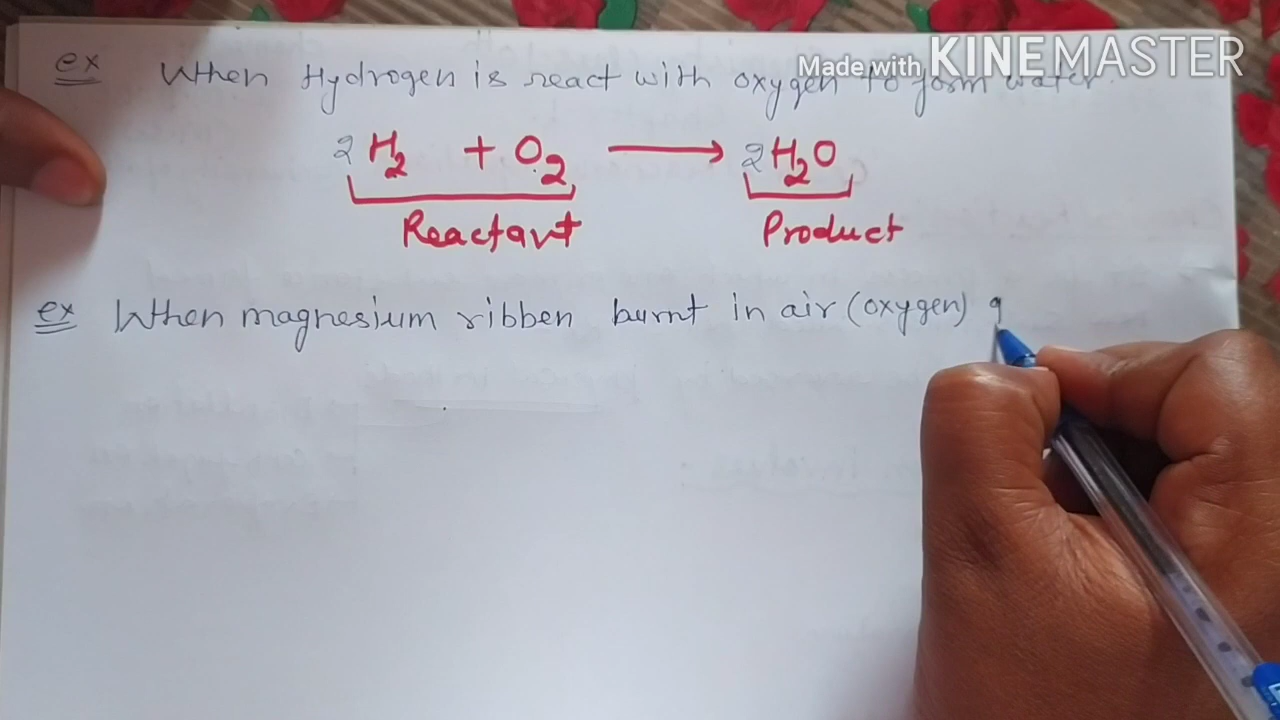 Made with KINEMASTER
ex When Hydrogen is react with oxygen to form water.
2H₂ + O₂ → 2H₂O
Reactant Product
ex When magnesium ribben burnt in air (oxygen) g